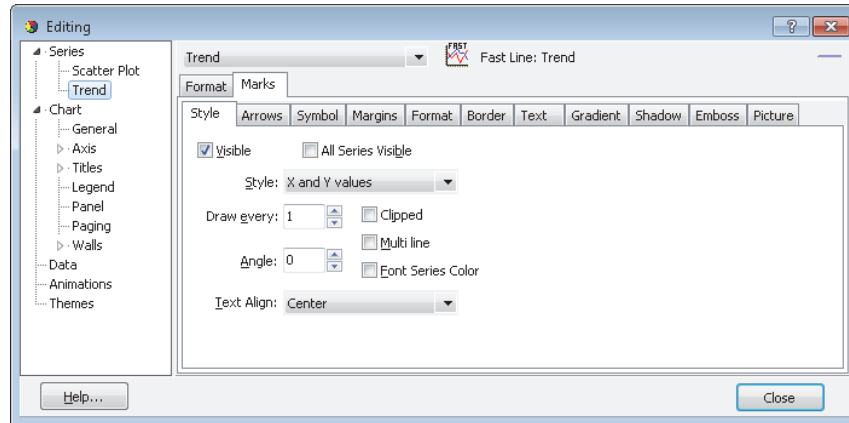 Editing
Series
Scatter Plot
Trend
Chart
General
Axis
Titles
Legend
Panel
Paging
Walls
Data
Animations
Themes
Trend
FAST
Fast Line: Trend
Format Marks
Style Arrows Symbol Margins Format Border Text Gradient Shadow Emboss Picture
Visible All Series Visible
Style: X and Y values
Draw every: 1 Clipped
Multi line
Angle: 0
Font Series Color
Text Align: Center
Help... Close